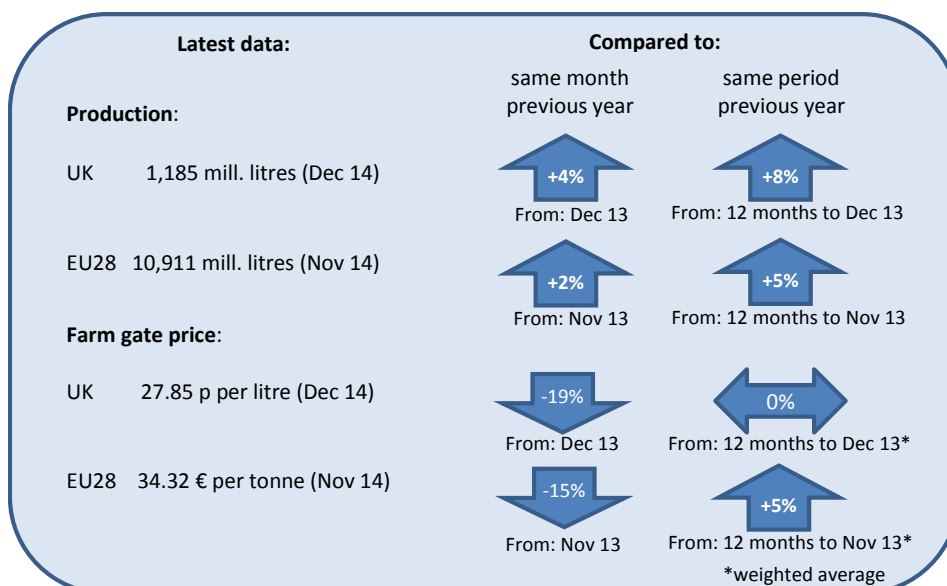 Latest data:
Compared to:
same month
previous year
same period
previous year
Production:
UK 1,185 mill. litres (Dec 14)
+4%
+8%
From: Dec 13
From: 12 months to Dec 13
EU28 10,911 mill. litres (Nov 14)
+2%
+5%
From: Nov 13
From: 12 months to Nov 13
Farm gate price:
UK 27.85 p per litre (Dec 14)
-19%
0%
From: Dec 13
From: 12 months to Dec 13*
EU28 34.32 € per tonne (Nov 14)
-15%
+5%
From: Nov 13
From: 12 months to Nov 13*
*weighted average